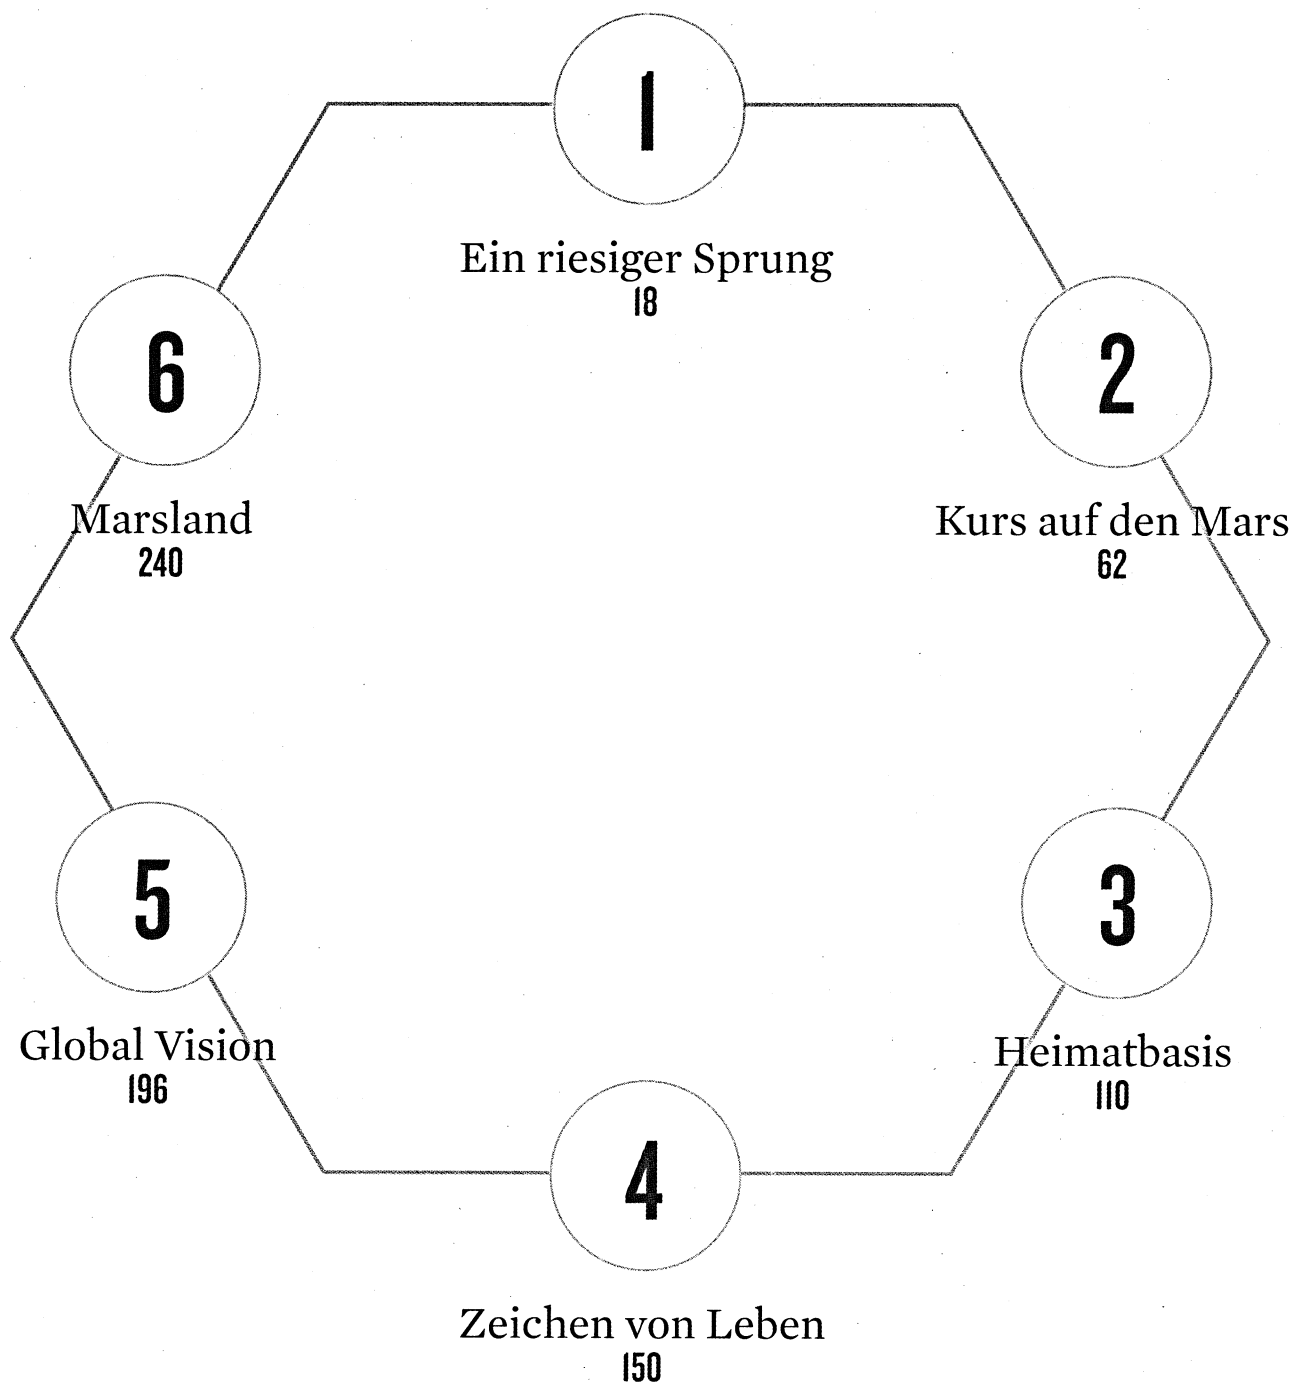 1
Ein riesiger Sprung
18
2
Kurs auf den Mars
62
3
Heimatbasis
110
4
Zeichen von Leben
150
5
Global Vision
196
6
Marsland
240